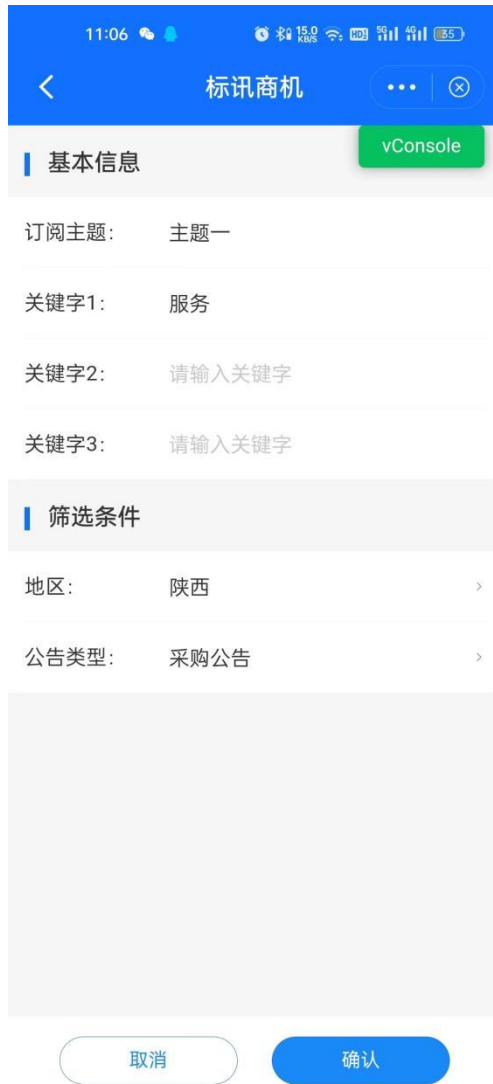 11:06
15.0
KB/S
HD
5G
4G
35
标讯商机
vConsole
基本信息
订阅主题: 主题一
关键字1: 服务
关键字2: 请输入关键字
关键字3: 请输入关键字
筛选条件
地区: 陕西
公告类型: 采购公告
取消 确认